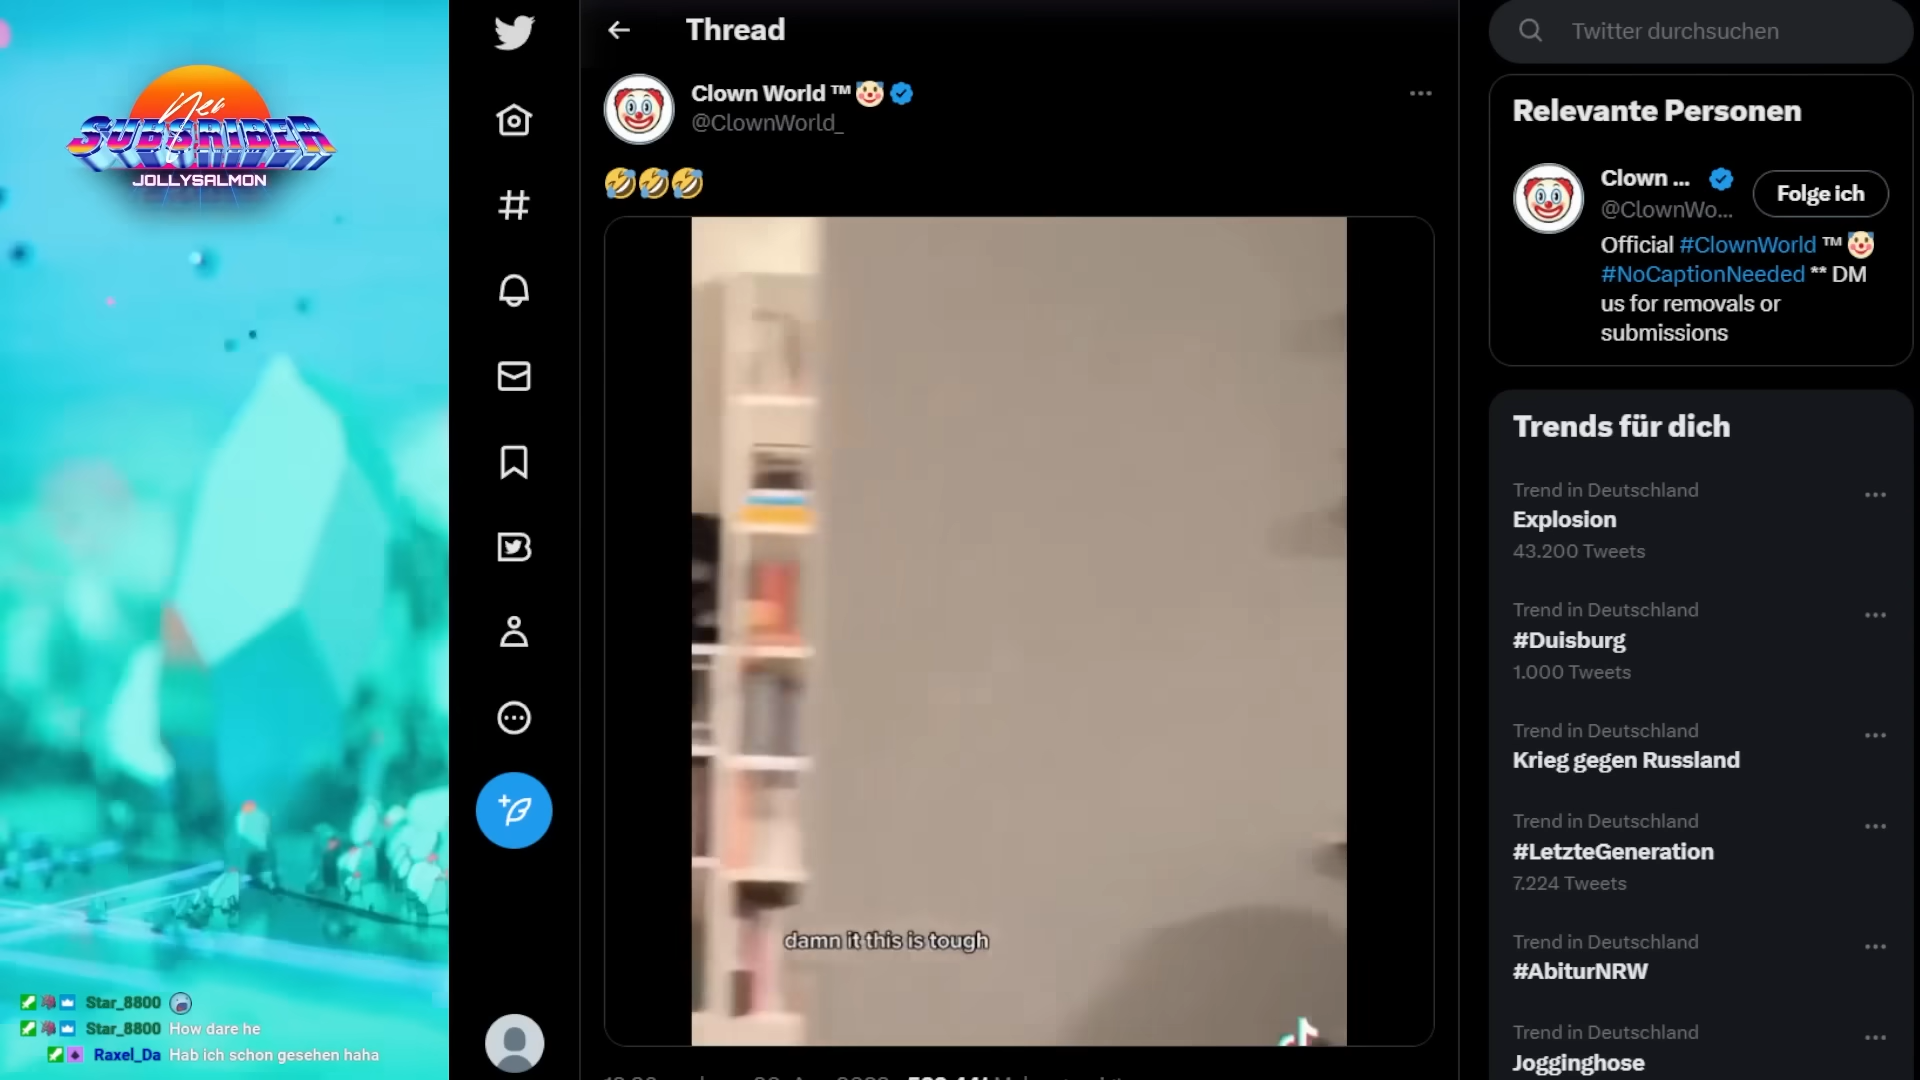 New
SUBSRIBER
JOLLYSALMON
Star_8800
Star_8800 How dare he
Raxel_Da Hab ich schon gesehen haha
Thread
Clown World ™🤡
@ClownWorld_
🤣🤣🤣
damn it this is tough
Twitter durchsuchen
Relevante Personen
Clown ...
@ClownWo...
Folge ich
Official #ClownWorld ™🤡
#NoCaptionNeeded ** DM
us for removals or
submissions
Trends für dich
Trend in Deutschland
Explosion
43.200 Tweets
Trend in Deutschland
#Duisburg
1.000 Tweets
Trend in Deutschland
Krieg gegen Russland
Trend in Deutschland
#LetzteGeneration
7.224 Tweets
Trend in Deutschland
#AbiturNRW
Trend in Deutschland
Jogginghose